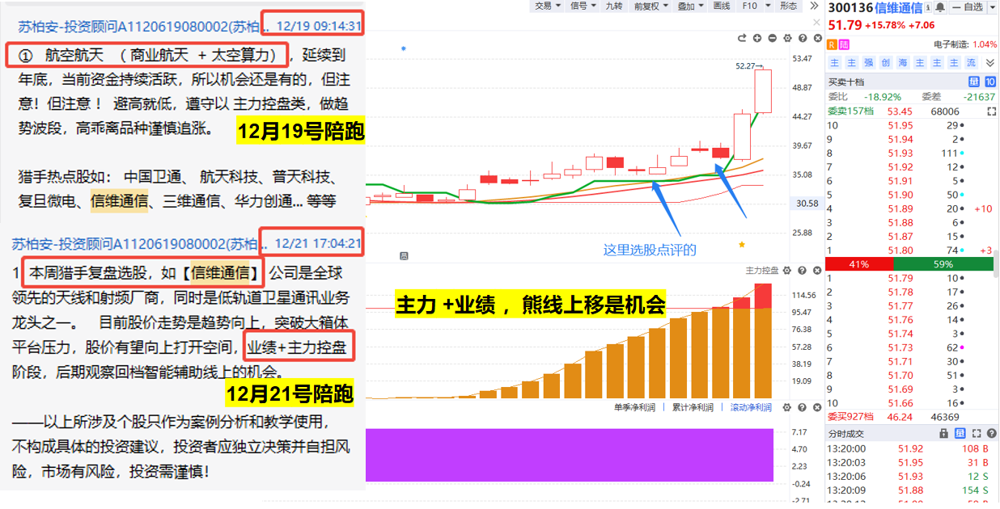 苏柏安-投资顾问A1120619080002(苏柏... 12/19 09:14:31
① 航空航天 （商业航天 + 太空算力），延续到
年底，当前资金持续活跃，所以机会还是有的，但注
意！但注意 ！ 避高就低，遵守以 主力控盘类，做趋
势波段，高乖离品种谨慎追涨。
12月19号陪跑
猎手热点股如： 中国卫通、 航天科技、普天科技、
复旦微电、信维通信、三维通信、华力创通... 等等
苏柏安-投资顾问A1120619080002(苏柏... 12/21 17:04:21
1 本周猎手复盘选股，如【信维通信】公司是全球
领先的天线和射频厂商，同时是低轨道卫星通讯业务
龙头之一。 目前股价走势是趋势向上，突破大箱体
平台压力，股价有望向上打开空间，业绩+主力控盘
阶段，后期观察回档智能辅助线上的机会。
12月21号陪跑
——以上所涉及个股只作为案例分析和教学使用，
不构成具体的投资建议，投资者应独立决策并自担风
险，市场有风险，投资需谨慎！
交易 信号 九转 前复权 叠加 画线 F10 形态
52.27
53.47
48.87
44.27
39.67
35.08
30.58
25.88
这里选股点评的
主力控盘
主力 +业绩 ，熊线上移是机会
114.56
95.47
76.38
57.28
38.19
19.09
单季净利润 累计净利润 滚动净利润
7.17
4.70
2.23
-0.24
-2.71
300136 信维通信 自选
51.79 +15.78% +7.06
R 陆 电子制造: 1.04%
主 主 强 创 海 主 主 主 流
买卖十档 10
委比 -18.92% 委差 -21637
委卖157档 53.45 68006
10 51.95 29
9 51.94 2
8 51.93 111
7 51.92 12
6 51.91 5
5 51.90 50
4 51.89 20 +10
3 51.88 6
2 51.87 15
1 51.80 74 +3
41% 59%
1 51.79 10
2 51.78 17
3 51.77 26
4 51.76 14
5 51.74 3
6 51.73 62
7 51.71 30
8 51.70 51
9 51.69 3
10 51.66 16
委买927档 46.24 46369
分时成交
13:20:00 51.92 108 B
13:20:03 51.95 31 B
13:20:06 51.93 12 S
13:20:09 51.88 154 S